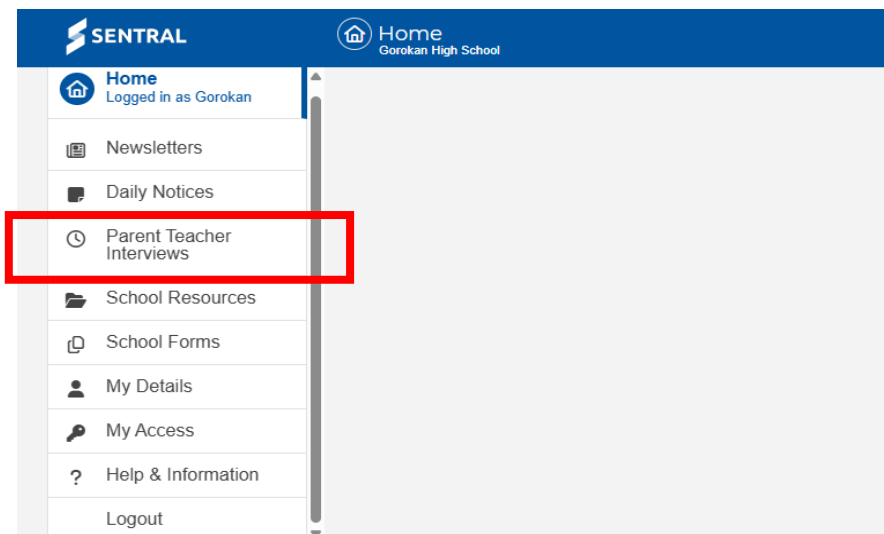 SENTRAL
Home
Gorokan High School
Home
Logged in as Gorokan
Newsletters
Daily Notices
Parent Teacher
Interviews
School Resources
School Forms
My Details
My Access
? Help & Information
Logout